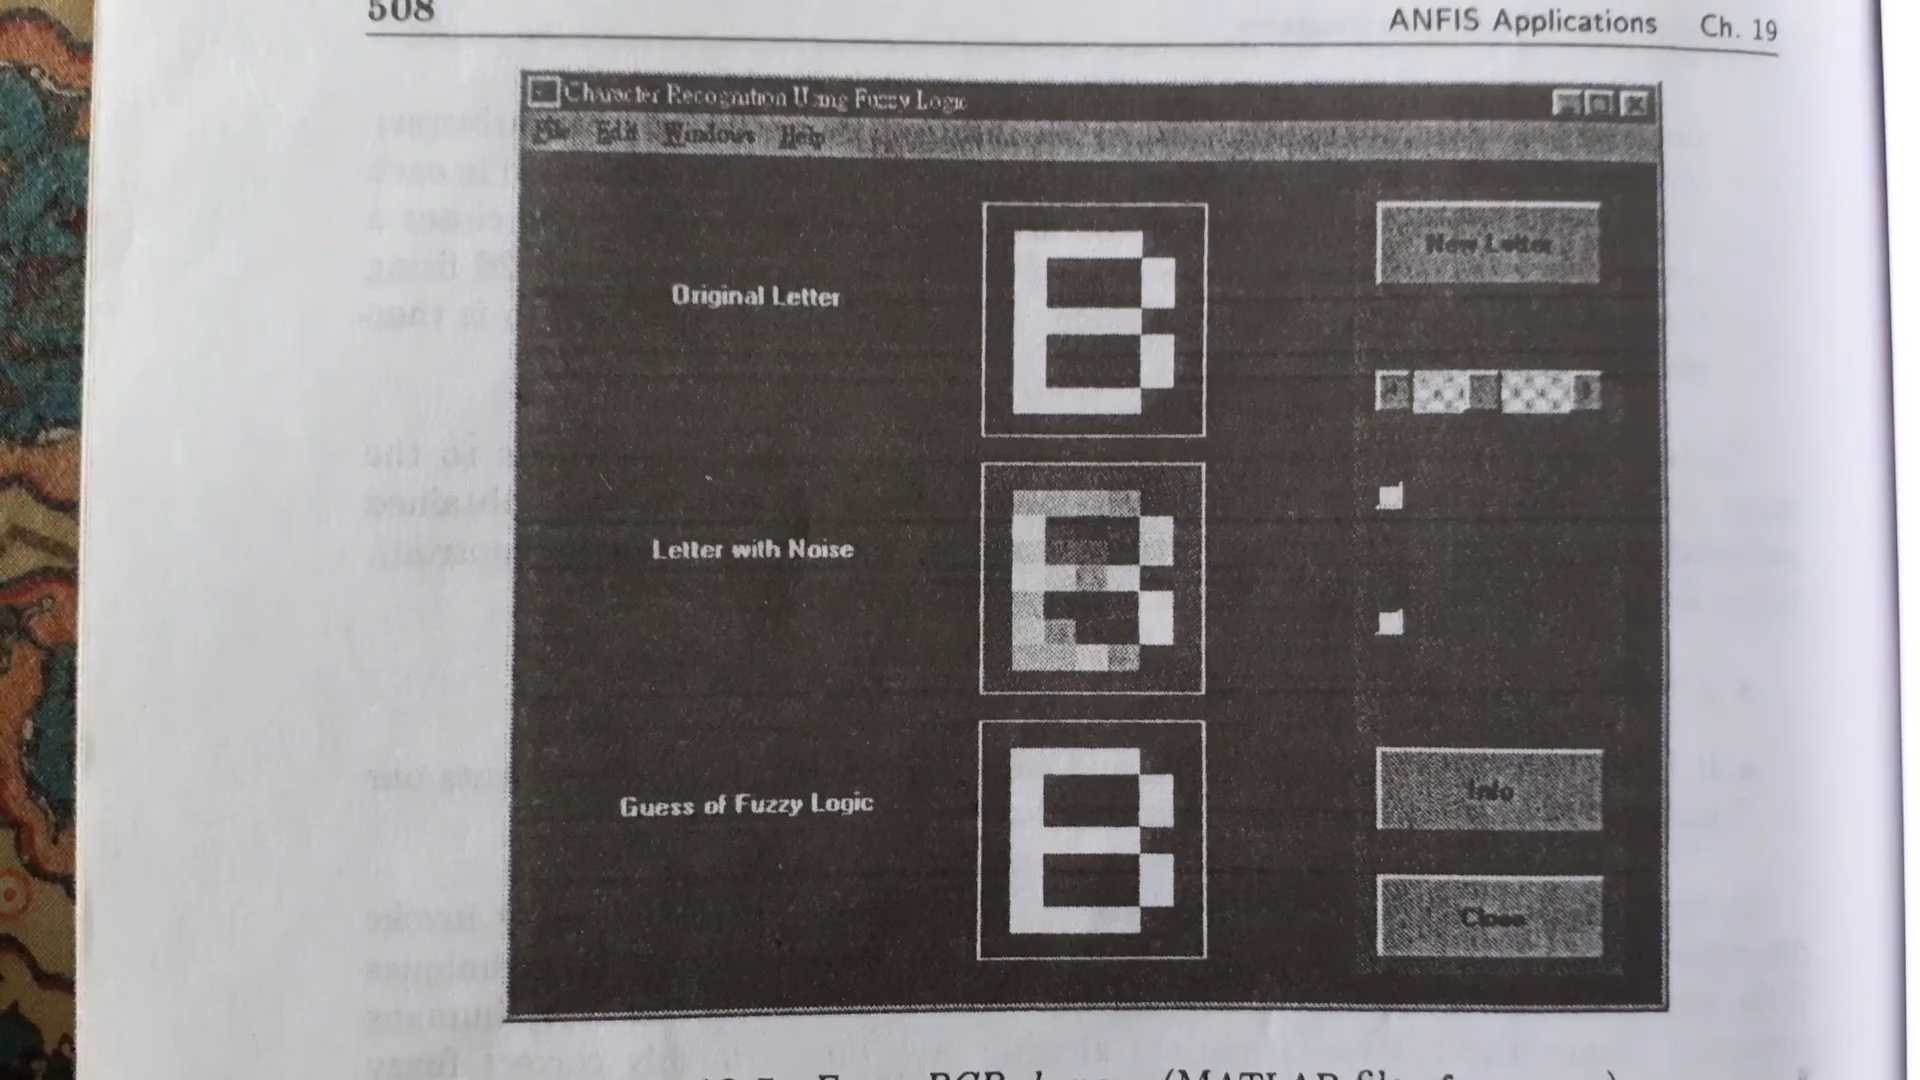 508
ANFIS Applications Ch. 19
Character Recognition Using Fuzzy Logic
File Edit Windows Help
Original Letter
New Letter
Letter with Noise
Guess of Fuzzy Logic
Info
Close